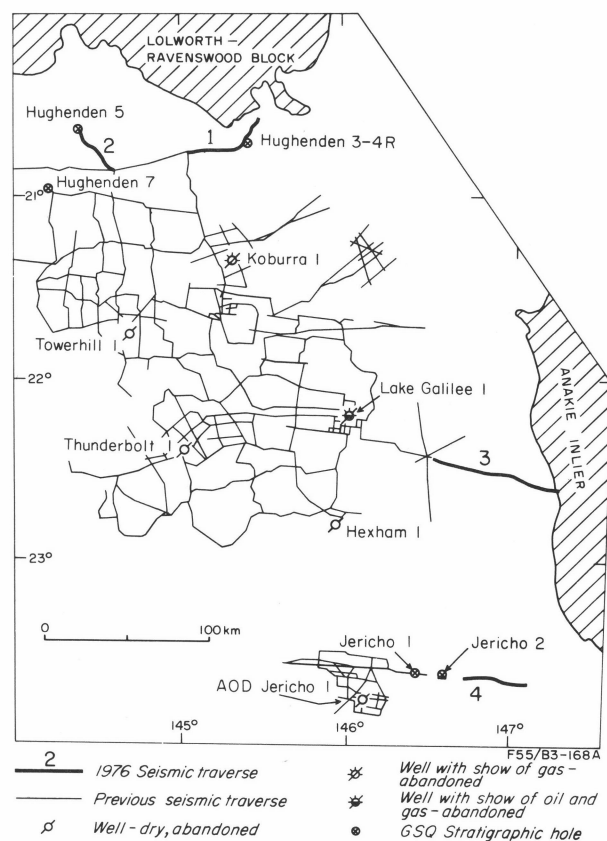 LOLWORTH-
RAVENSWOOD BLOCK
Hughenden 5
2
1
Hughenden 3-4R
Hughenden 7
21°
Koburra 1
Towerhill 1
22°
Lake Galilee 1
ANAKIE INLIER
Thunderbolt 1
3
Hexham 1
23°
0 100 km
Jericho 1
Jericho 2
AOD Jericho 1
4
145° 146° 147°
F55/B3-168A
2
1976 Seismic traverse
Previous seismic traverse
Well-dry, abandoned
Well with show of gas-
abandoned
Well with show of oil and
gas-abandoned
GSQ Stratigraphic hole